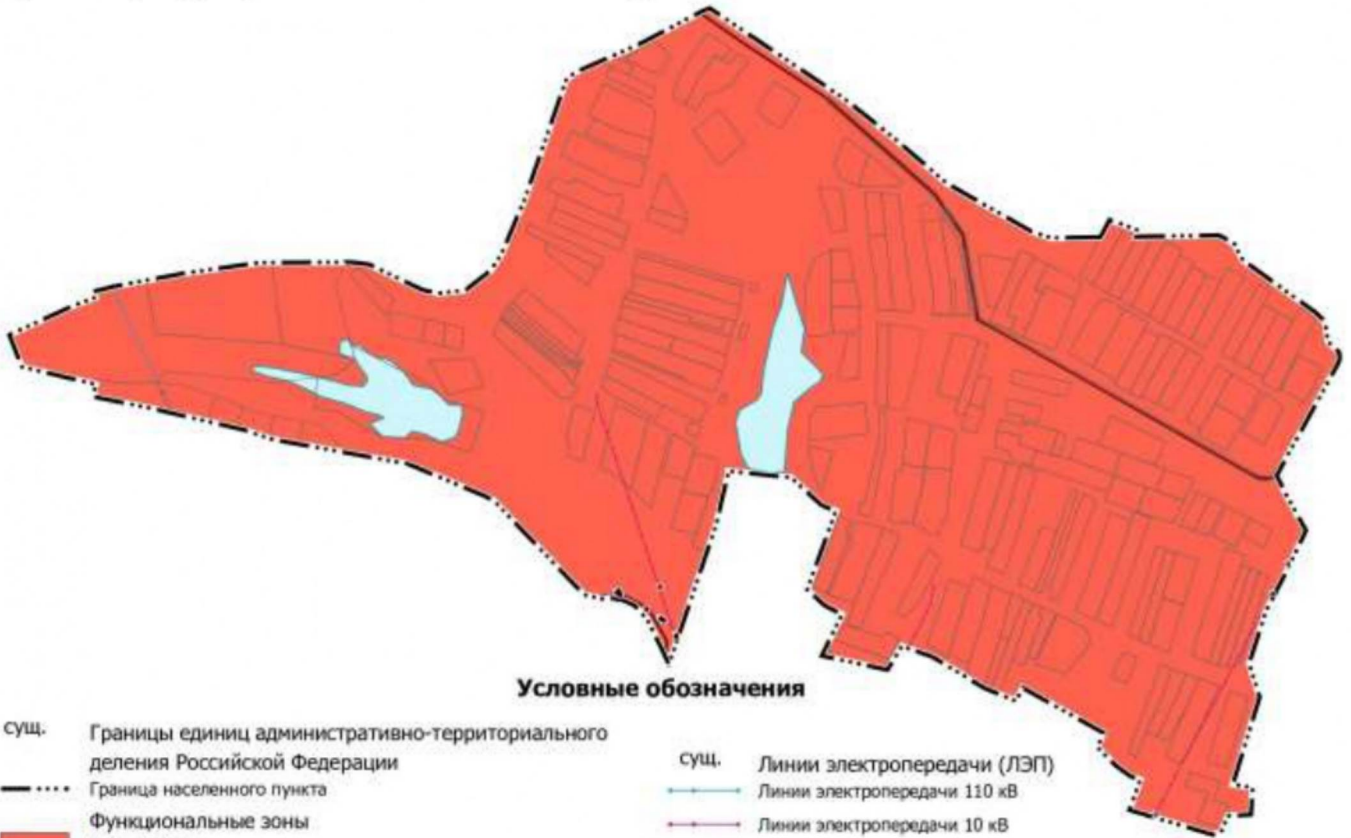 Условные обозначения
сущ. Границы единиц административно-территориального
деления Российской Федерации
Граница населенного пункта
Функциональные зоны
сущ. Линии электропередачи (ЛЭП)
Линии электропередачи 110 кВ
Линии электропередачи 10 кВ